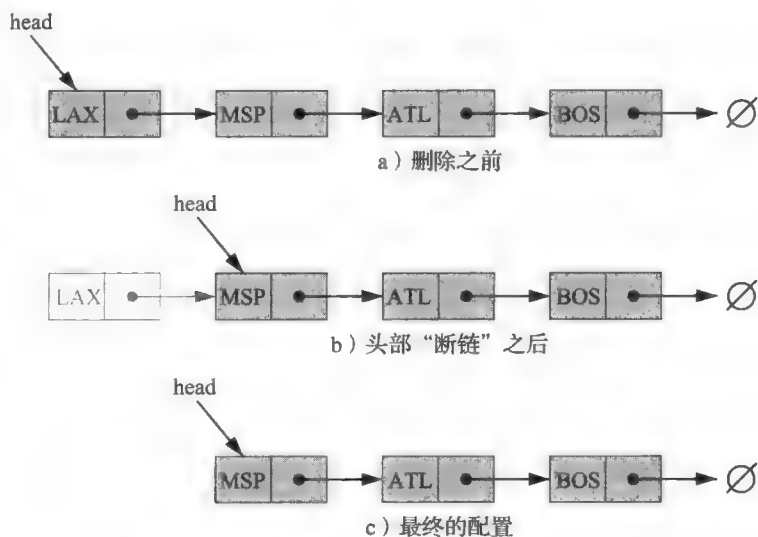 head
LAX MSP ATL BOS ∅
a）删除之前
head
LAX MSP ATL BOS ∅
b）头部“断链”之后
head
MSP ATL BOS ∅
c）最终的配置